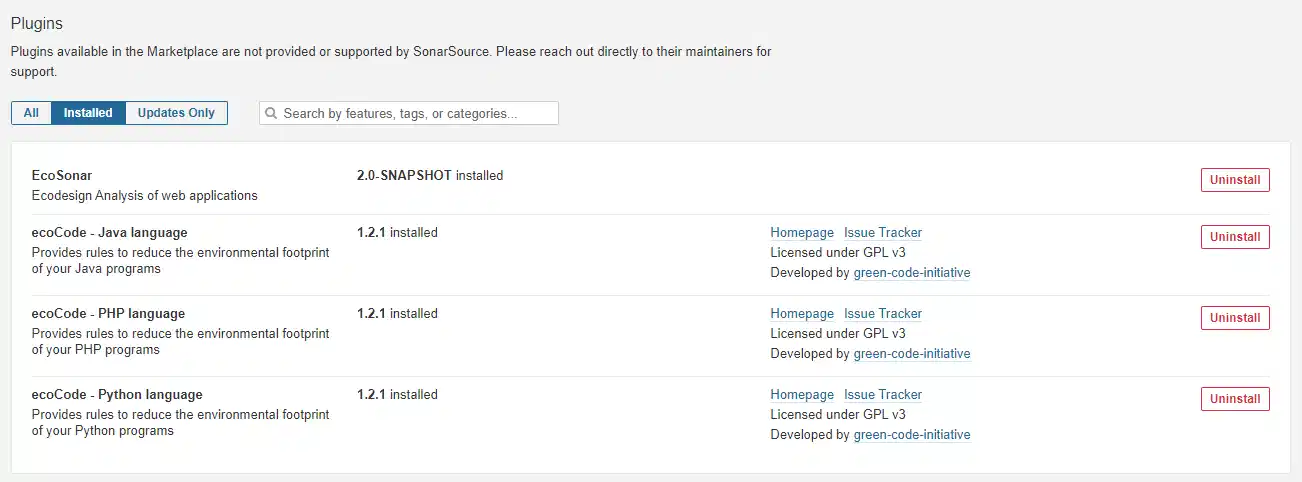 Plugins
Plugins available in the Marketplace are not provided or supported by SonarSource. Please reach out directly to their maintainers for
support.
All Installed Updates Only Search by features, tags, or categories...
EcoSonar 2.0-SNAPSHOT installed Uninstall
Ecodesign Analysis of web applications
ecoCode - Java language 1.2.1 installed Homepage Issue Tracker Uninstall
Provides rules to reduce the environmental footprint Licensed under GPL v3
of your Java programs Developed by green-code-initiative
ecoCode - PHP language 1.2.1 installed Homepage Issue Tracker Uninstall
Provides rules to reduce the environmental footprint Licensed under GPL v3
of your PHP programs Developed by green-code-initiative
ecoCode - Python language 1.2.1 installed Homepage Issue Tracker Uninstall
Provides rules to reduce the environmental footprint Licensed under GPL v3
of your Python programs Developed by green-code-initiative